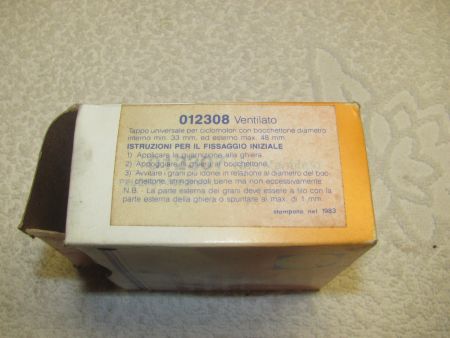 012308 Ventilato
Tappo universale per ciclomotori con bocchettone diametro
interno min. 33 mm. ed esterno max. 48 mm.
ISTRUZIONI PER IL FISSAGGIO INIZIALE
1) Applicare la guarnizione alla ghiera.
2) Appoggiare la ghiera al bocchettone.
3) Avvitare i grani più idonei in relazione al diametro del boc-
chettone, stringendoli bene ma non eccessivamente.
N.B. - La parte esterna dei grani deve essere a filo con la
parte esterna della ghiera o spuntare al max. di 1 mm.
stampato nel 1983